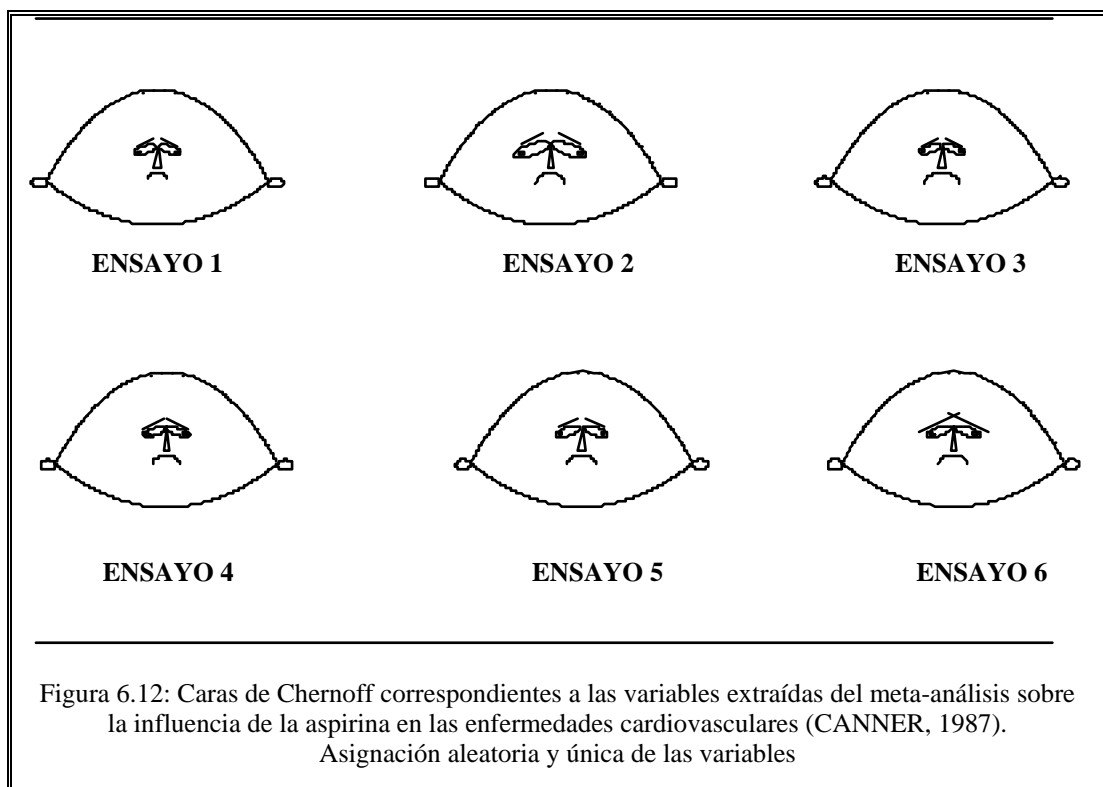 ENSAYO 1 ENSAYO 2 ENSAYO 3
ENSAYO 4 ENSAYO 5 ENSAYO 6
Figura 6.12: Caras de Chernoff correspondientes a las variables extraídas del meta-análisis sobre
la influencia de la aspirina en las enfermedades cardiovasculares (CANNER, 1987).
Asignación aleatoria y única de las variables